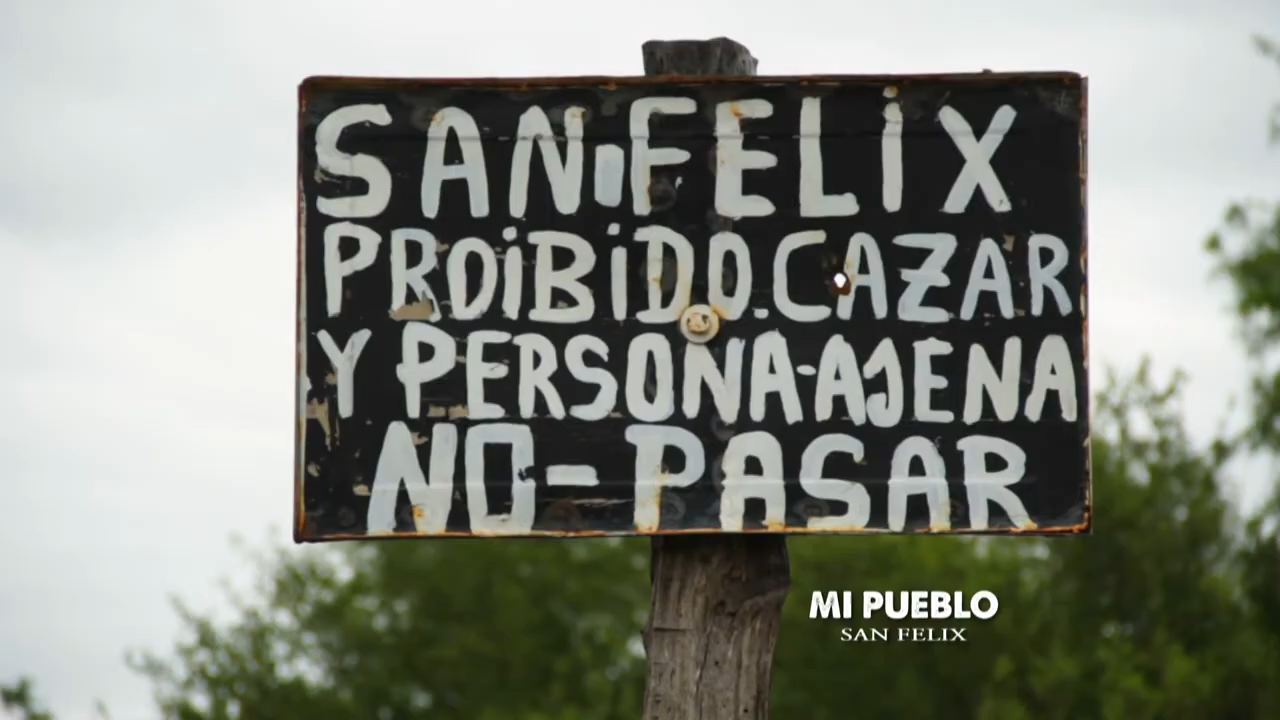 SAN FELiX
PROiBiDO.CAZAR
Y PERSONA-AJENA
NO-PASAR
MI PUEBLO
SAN FELIX